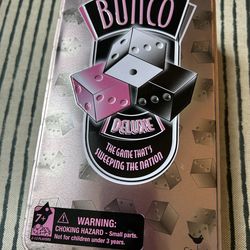 BUNCO
DELUXE
THE GAME THAT'S
SWEEPING THE NATION
7+
WARNING:
CHOKING HAZARD - Small parts.
Not for children under 3 years.